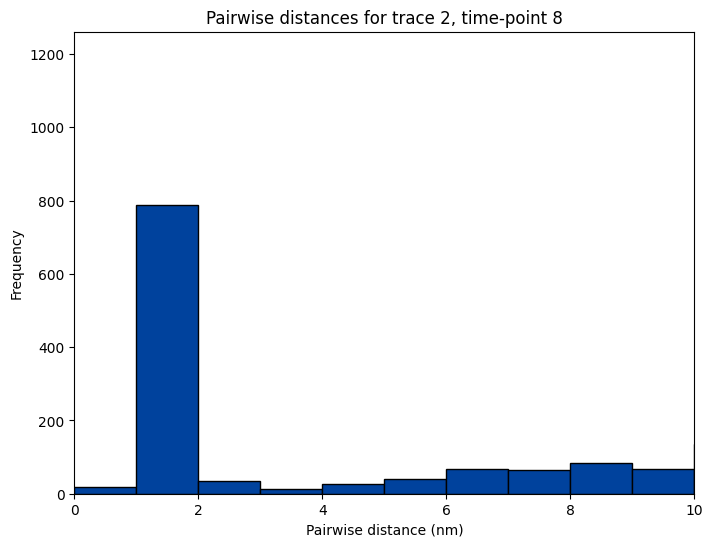 Pairwise distances for trace 2, time-point 8
1200
1000
800
600
400
200
0
Frequency
0 2 4 6 8 10
Pairwise distance (nm)